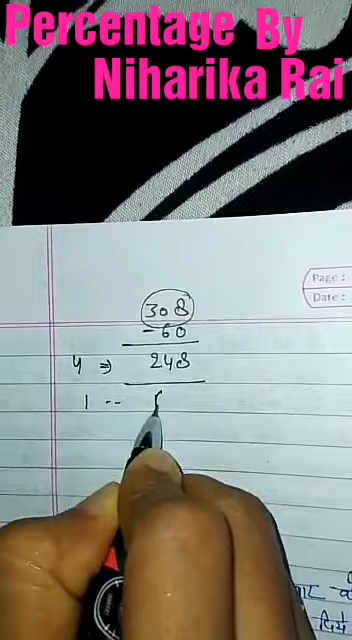 Percentage By
Niharika Rai
Page:
Date:
308
-60
4 ⇒ 248
1 --
दिये